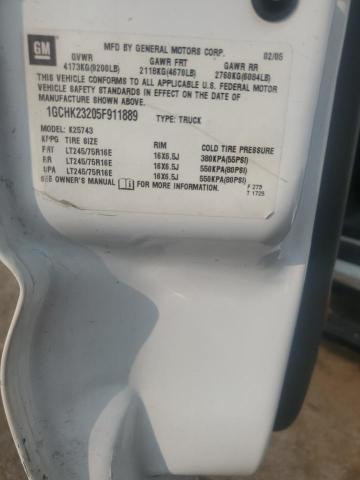 GM
MFD BY GENERAL MOTORS CORP. 02/05
GVWR GAWR FRT GAWR RR
4173KG(9200LB) 2118KG(4670LB) 2760KG(6084LB)
THIS VEHICLE CONFORMS TO ALL APPLICABLE U.S. FEDERAL MOTOR
VEHICLE SAFETY STANDARDS IN EFFECT ON THE DATE OF
MANUFACTURE SHOWN ABOVE.
1GCHK23205F911889 TYPE: TRUCK
MODEL: K25743
TIRE SIZE RIM COLD TIRE PRESSURE
FRT LT245/75R16E 16X6.5J 380KPA(55PSI)
RR LT245/75R16E 16X6.5J 550KPA(80PSI)
SPA LT245/75R16E 16X6.5J 550KPA(80PSI)
SEE OWNER'S MANUAL FOR MORE INFORMATION.
F 275
T 1725